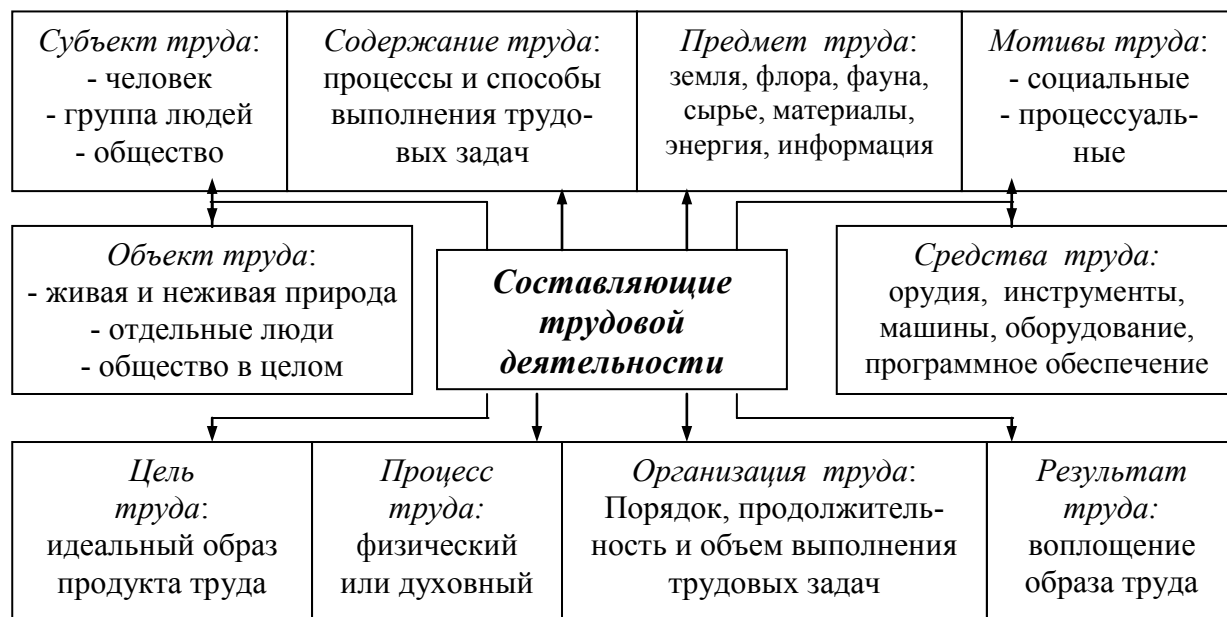 Субъект труда:
- человек
- группа людей
- общество
Содержание труда:
процессы и способы
выполнения трудо-
вых задач
Предмет труда:
земля, флора, фауна,
сырье, материалы,
энергия, информация
Мотивы труда:
- социальные
- процессуаль-
ные
Объект труда:
- живая и неживая природа
- отдельные люди
- общество в целом
Составляющие
трудовой
деятельности
Средства труда:
орудия, инструменты,
машины, оборудование,
программное обеспечение
Цель
труда:
идеальный образ
продукта труда
Процесс
труда:
физический
или духовный
Организация труда:
Порядок, продолжитель-
ность и объем выполнения
трудовых задач
Результат
труда:
воплощение
образа труда